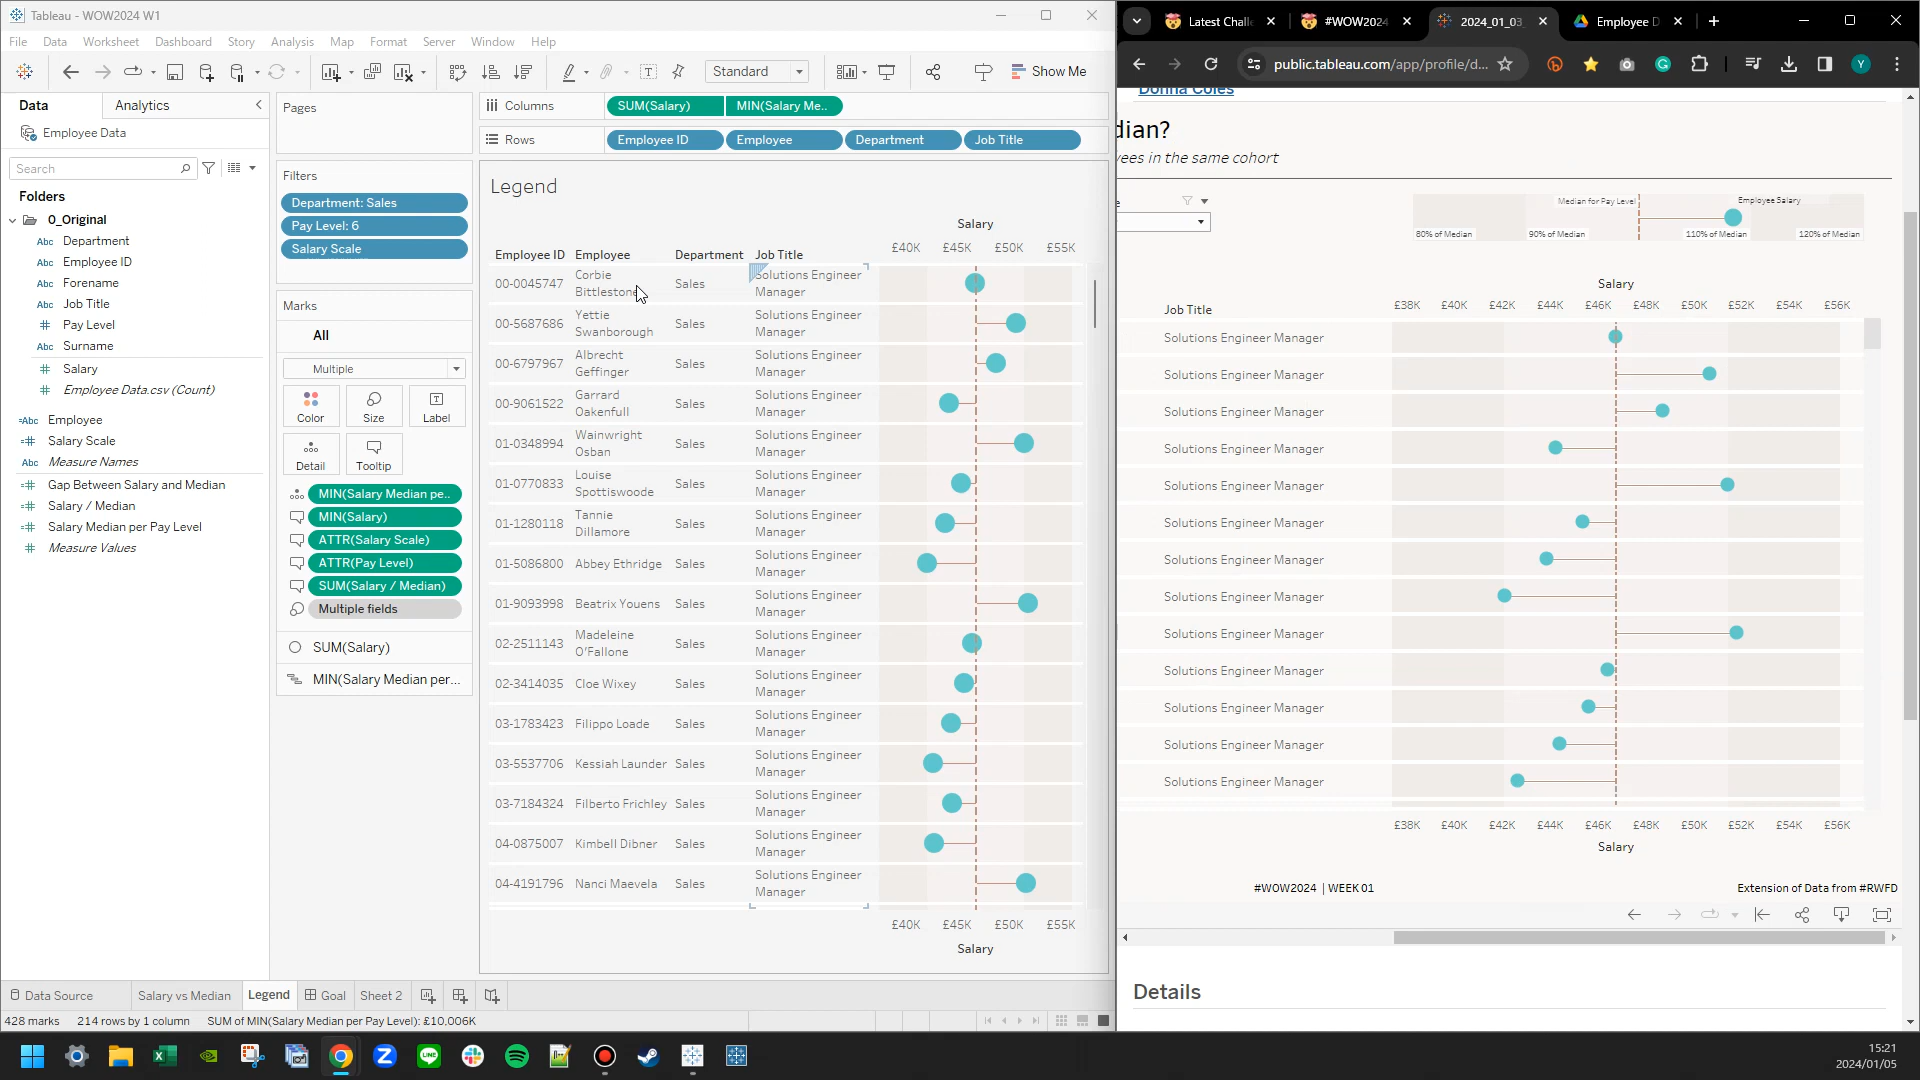 Tableau - WOW2024 W1
File Data Worksheet Dashboard Story Analysis Map Format Server Window Help
Standard
Show Me
Data Analytics
Employee Data
Search
Folders
0_Original
Abc Department
Abc Employee ID
Abc Forename
Abc Job Title
# Pay Level
Abc Surname
# Salary
# Employee Data.csv (Count)
=Abc Employee
=# Salary Scale
Abc Measure Names
=# Gap Between Salary and Median
=# Salary / Median
=# Salary Median per Pay Level
# Measure Values
Pages
Filters
Department: Sales
Pay Level: 6
Salary Scale
Marks
All
Multiple
Color Size Label
Detail Tooltip
MIN(Salary Median pe..
MIN(Salary)
ATTR(Salary Scale)
ATTR(Pay Level)
SUM(Salary / Median)
Multiple fields
SUM(Salary)
MIN(Salary Median per...
Columns SUM(Salary) MIN(Salary Me..
Rows Employee ID Employee Department Job Title
Legend
Salary
Employee ID Employee Department Job Title £40K £45K £50K £55K
00-0045747 Corbie Bittlestone Sales Solutions Engineer Manager
00-5687686 Yettie Swanborough Sales Solutions Engineer Manager
00-6797967 Albrecht Geffinger Sales Solutions Engineer Manager
00-9061522 Garrard Oakenfull Sales Solutions Engineer Manager
01-0348994 Wainwright Osban Sales Solutions Engineer Manager
01-0770833 Louise Spottiswoode Sales Solutions Engineer Manager
01-1280118 Tannie Dillamore Sales Solutions Engineer Manager
01-5086800 Abbey Ethridge Sales Solutions Engineer Manager
01-9093998 Beatrix Youens Sales Solutions Engineer Manager
02-2511143 Madeleine O'Fallone Sales Solutions Engineer Manager
02-3414035 Cloe Wixey Sales Solutions Engineer Manager
03-1783423 Filippo Loade Sales Solutions Engineer Manager
03-5537706 Kessiah Launder Sales Solutions Engineer Manager
03-7184324 Filberto Frichley Sales Solutions Engineer Manager
04-0875007 Kimbell Dibner Sales Solutions Engineer Manager
04-4191796 Nanci Maevela Sales Solutions Engineer Manager
£40K £45K £50K £55K
Salary
Data Source Salary vs Median Legend Goal Sheet 2
428 marks 214 rows by 1 column SUM of MIN(Salary Median per Pay Level): £10,006K
Latest Chall #WOW2024 2024_01_03 Employee D
public.tableau.com/app/profile/d...
Y
Donna Coles
dian?
yees in the same cohort
e
Median for Pay Level Employee Salary
80% of Median 90% of Median 110% of Median 120% of Median
Salary
Job Title £38K £40K £42K £44K £46K £48K £50K £52K £54K £56K
Solutions Engineer Manager
Solutions Engineer Manager
Solutions Engineer Manager
Solutions Engineer Manager
Solutions Engineer Manager
Solutions Engineer Manager
Solutions Engineer Manager
Solutions Engineer Manager
Solutions Engineer Manager
Solutions Engineer Manager
Solutions Engineer Manager
Solutions Engineer Manager
Solutions Engineer Manager
£38K £40K £42K £44K £46K £48K £50K £52K £54K £56K
Salary
#WOW2024 | WEEK 01 Extension of Data from #RWFD
Details
LINE
15:21
2024/01/05